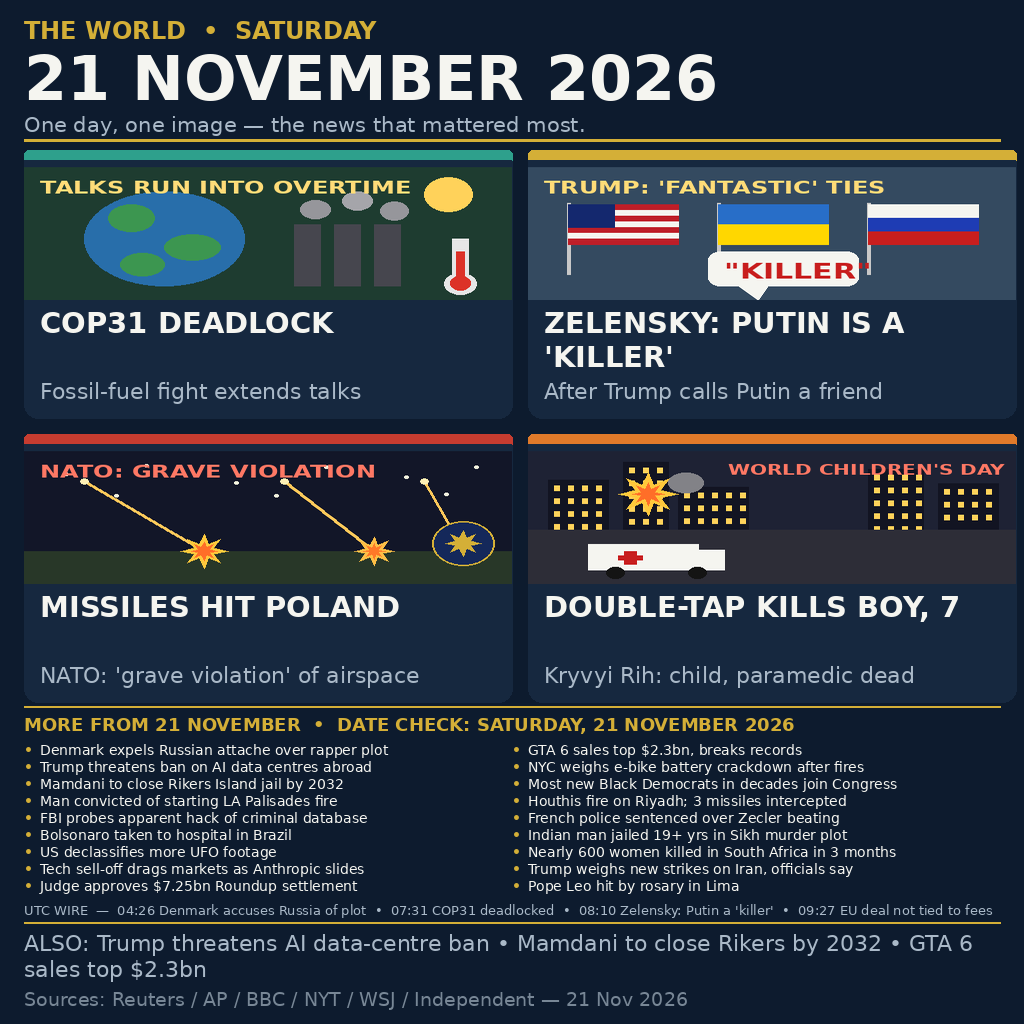 THE WORLD • SATURDAY
21 NOVEMBER 2026
One day, one image — the news that mattered most.
TALKS RUN INTO OVERTIME
COP31 DEADLOCK
Fossil-fuel fight extends talks
TRUMP: 'FANTASTIC' TIES
"KILLER"
ZELENSKY: PUTIN IS A
'KILLER'
After Trump calls Putin a friend
NATO: GRAVE VIOLATION
MISSILES HIT POLAND
NATO: 'grave violation' of airspace
WORLD CHILDREN'S DAY
DOUBLE-TAP KILLS BOY, 7
Kryvyi Rih: child, paramedic dead
MORE FROM 21 NOVEMBER • DATE CHECK: SATURDAY, 21 NOVEMBER 2026
• Denmark expels Russian attache over rapper plot
• Trump threatens ban on AI data centres abroad
• Mamdani to close Rikers Island jail by 2032
• Man convicted of starting LA Palisades fire
• FBI probes apparent hack of criminal database
• Bolsonaro taken to hospital in Brazil
• US declassifies more UFO footage
• Tech sell-off drags markets as Anthropic slides
• Judge approves $7.25bn Roundup settlement
• GTA 6 sales top $2.3bn, breaks records
• NYC weighs e-bike battery crackdown after fires
• Most new Black Democrats in decades join Congress
• Houthis fire on Riyadh; 3 missiles intercepted
• French police sentenced over Zecler beating
• Indian man jailed 19+ yrs in Sikh murder plot
• Nearly 600 women killed in South Africa in 3 months
• Trump weighs new strikes on Iran, officials say
• Pope Leo hit by rosary in Lima
UTC WIRE — 04:26 Denmark accuses Russia of plot • 07:31 COP31 deadlocked • 08:10 Zelensky: Putin a 'killer' • 09:27 EU deal not tied to fees
ALSO: Trump threatens AI data-centre ban • Mamdani to close Rikers by 2032 • GTA 6
sales top $2.3bn
Sources: Reuters / AP / BBC / NYT / WSJ / Independent — 21 Nov 2026